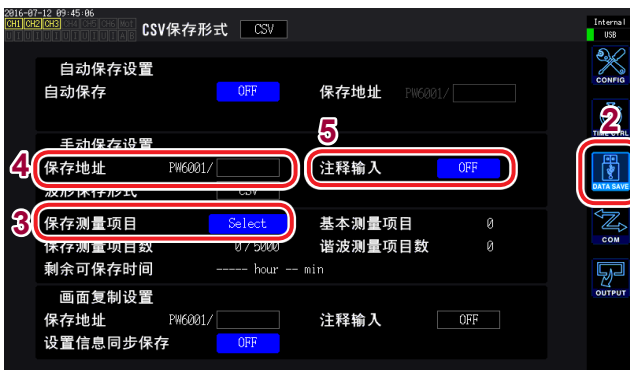 2016-07-12 09:45:06
CH1 CH2 CH3 CH4 CH5 CH6 Mot
CSV保存形式 CSV
Internal
USB
自动保存设置
自动保存 OFF 保存地址 PW6001/
CONFIG
手动保存设置
5
2
TIME CTRL
4 保存地址 PW6001/ 注释输入 OFF
DATA SAVE
波形保存形式 CSV
3 保存测量项目 Select 基本测量项目 0
保存测量项目数 0/5000 谐波测量项目数 0
COM
剩余可保存时间 ----- hour -- min
画面复制设置
OUTPUT
保存地址 PW6001/ 注释输入 OFF
设置信息同步保存 OFF